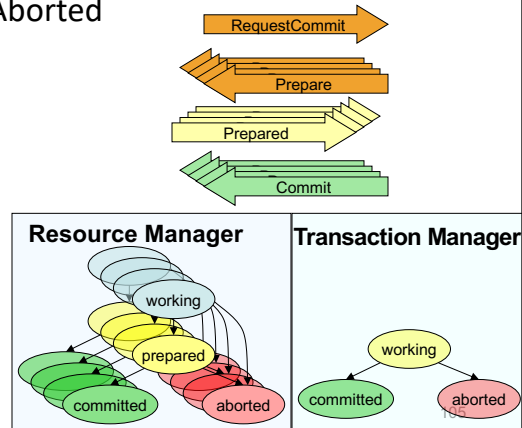 Aborted
RequestCommit
Prepare
Prepared
Commit
Resource Manager
Transaction Manager
working
prepared
committed
aborted
working
committed
aborted
105